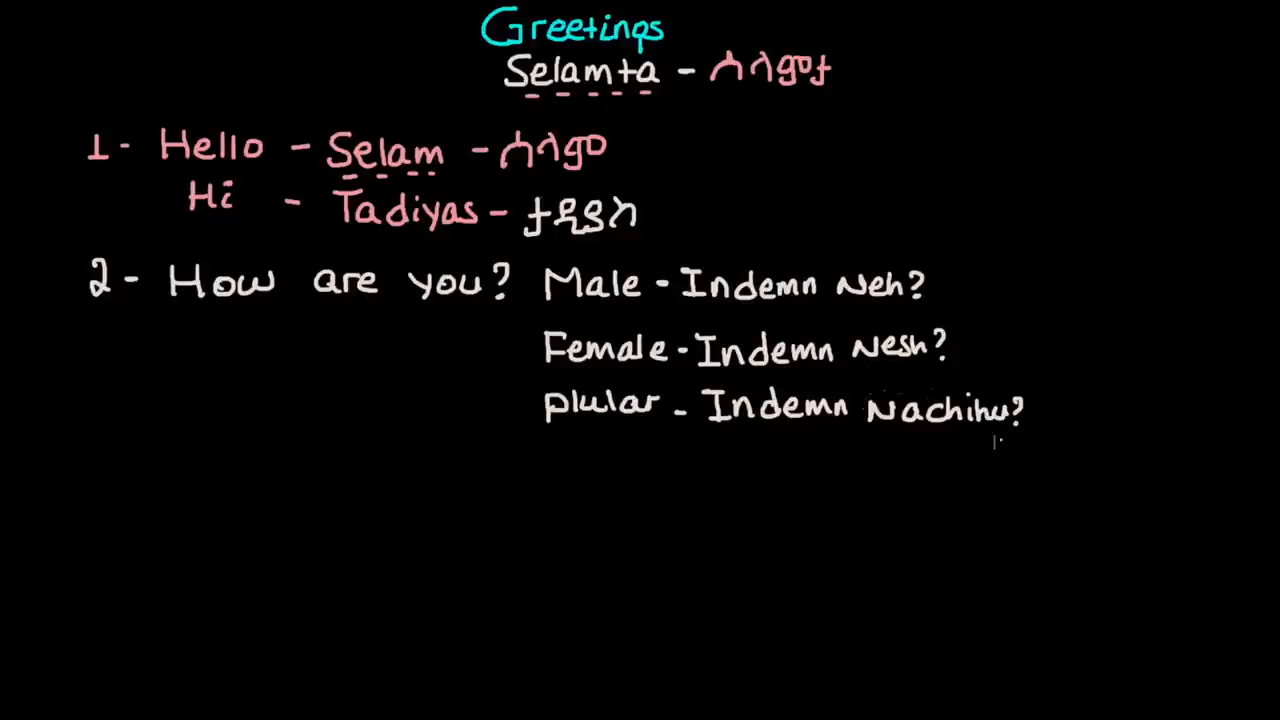 Greetings
Selamta - ሰላምታ
1- Hello - Selam - ሰላም
Hi - Tadiyas - ታዲያስ
2- How are you? Male - Indemn Neh?
Female - Indemn Nesh?
Plular - Indemn Nachihu?